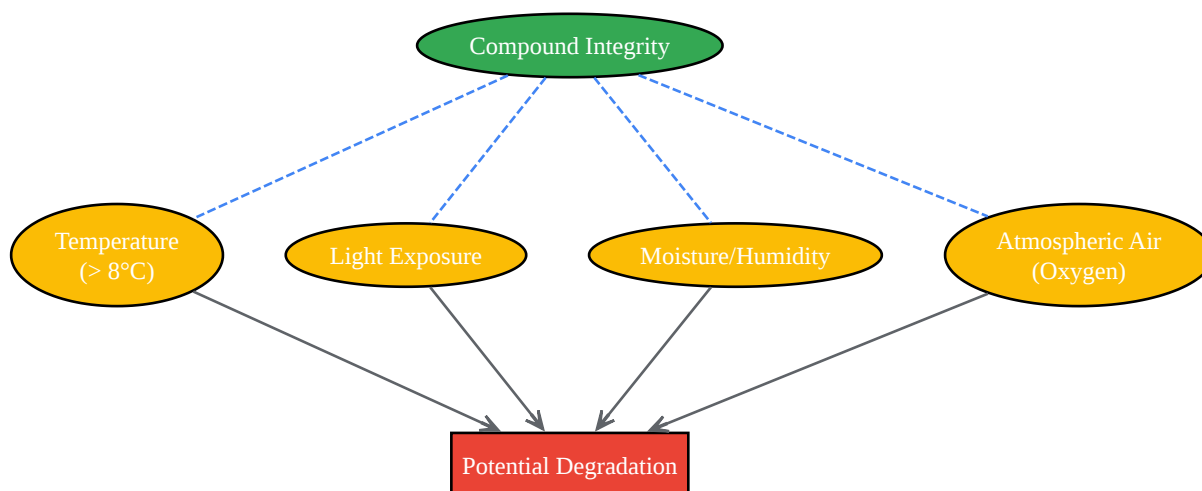 Compound Integrity
Temperature
(> 8°C)
Light Exposure
Moisture/Humidity
Atmospheric Air
(Oxygen)
Potential Degradation